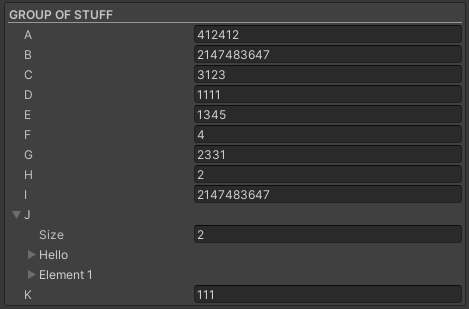 GROUP OF STUFF
A 412412
B 2147483647
C 3123
D 1111
E 1345
F 4
G 2331
H 2
I 2147483647
J
Size 2
Hello
Element 1
K 111